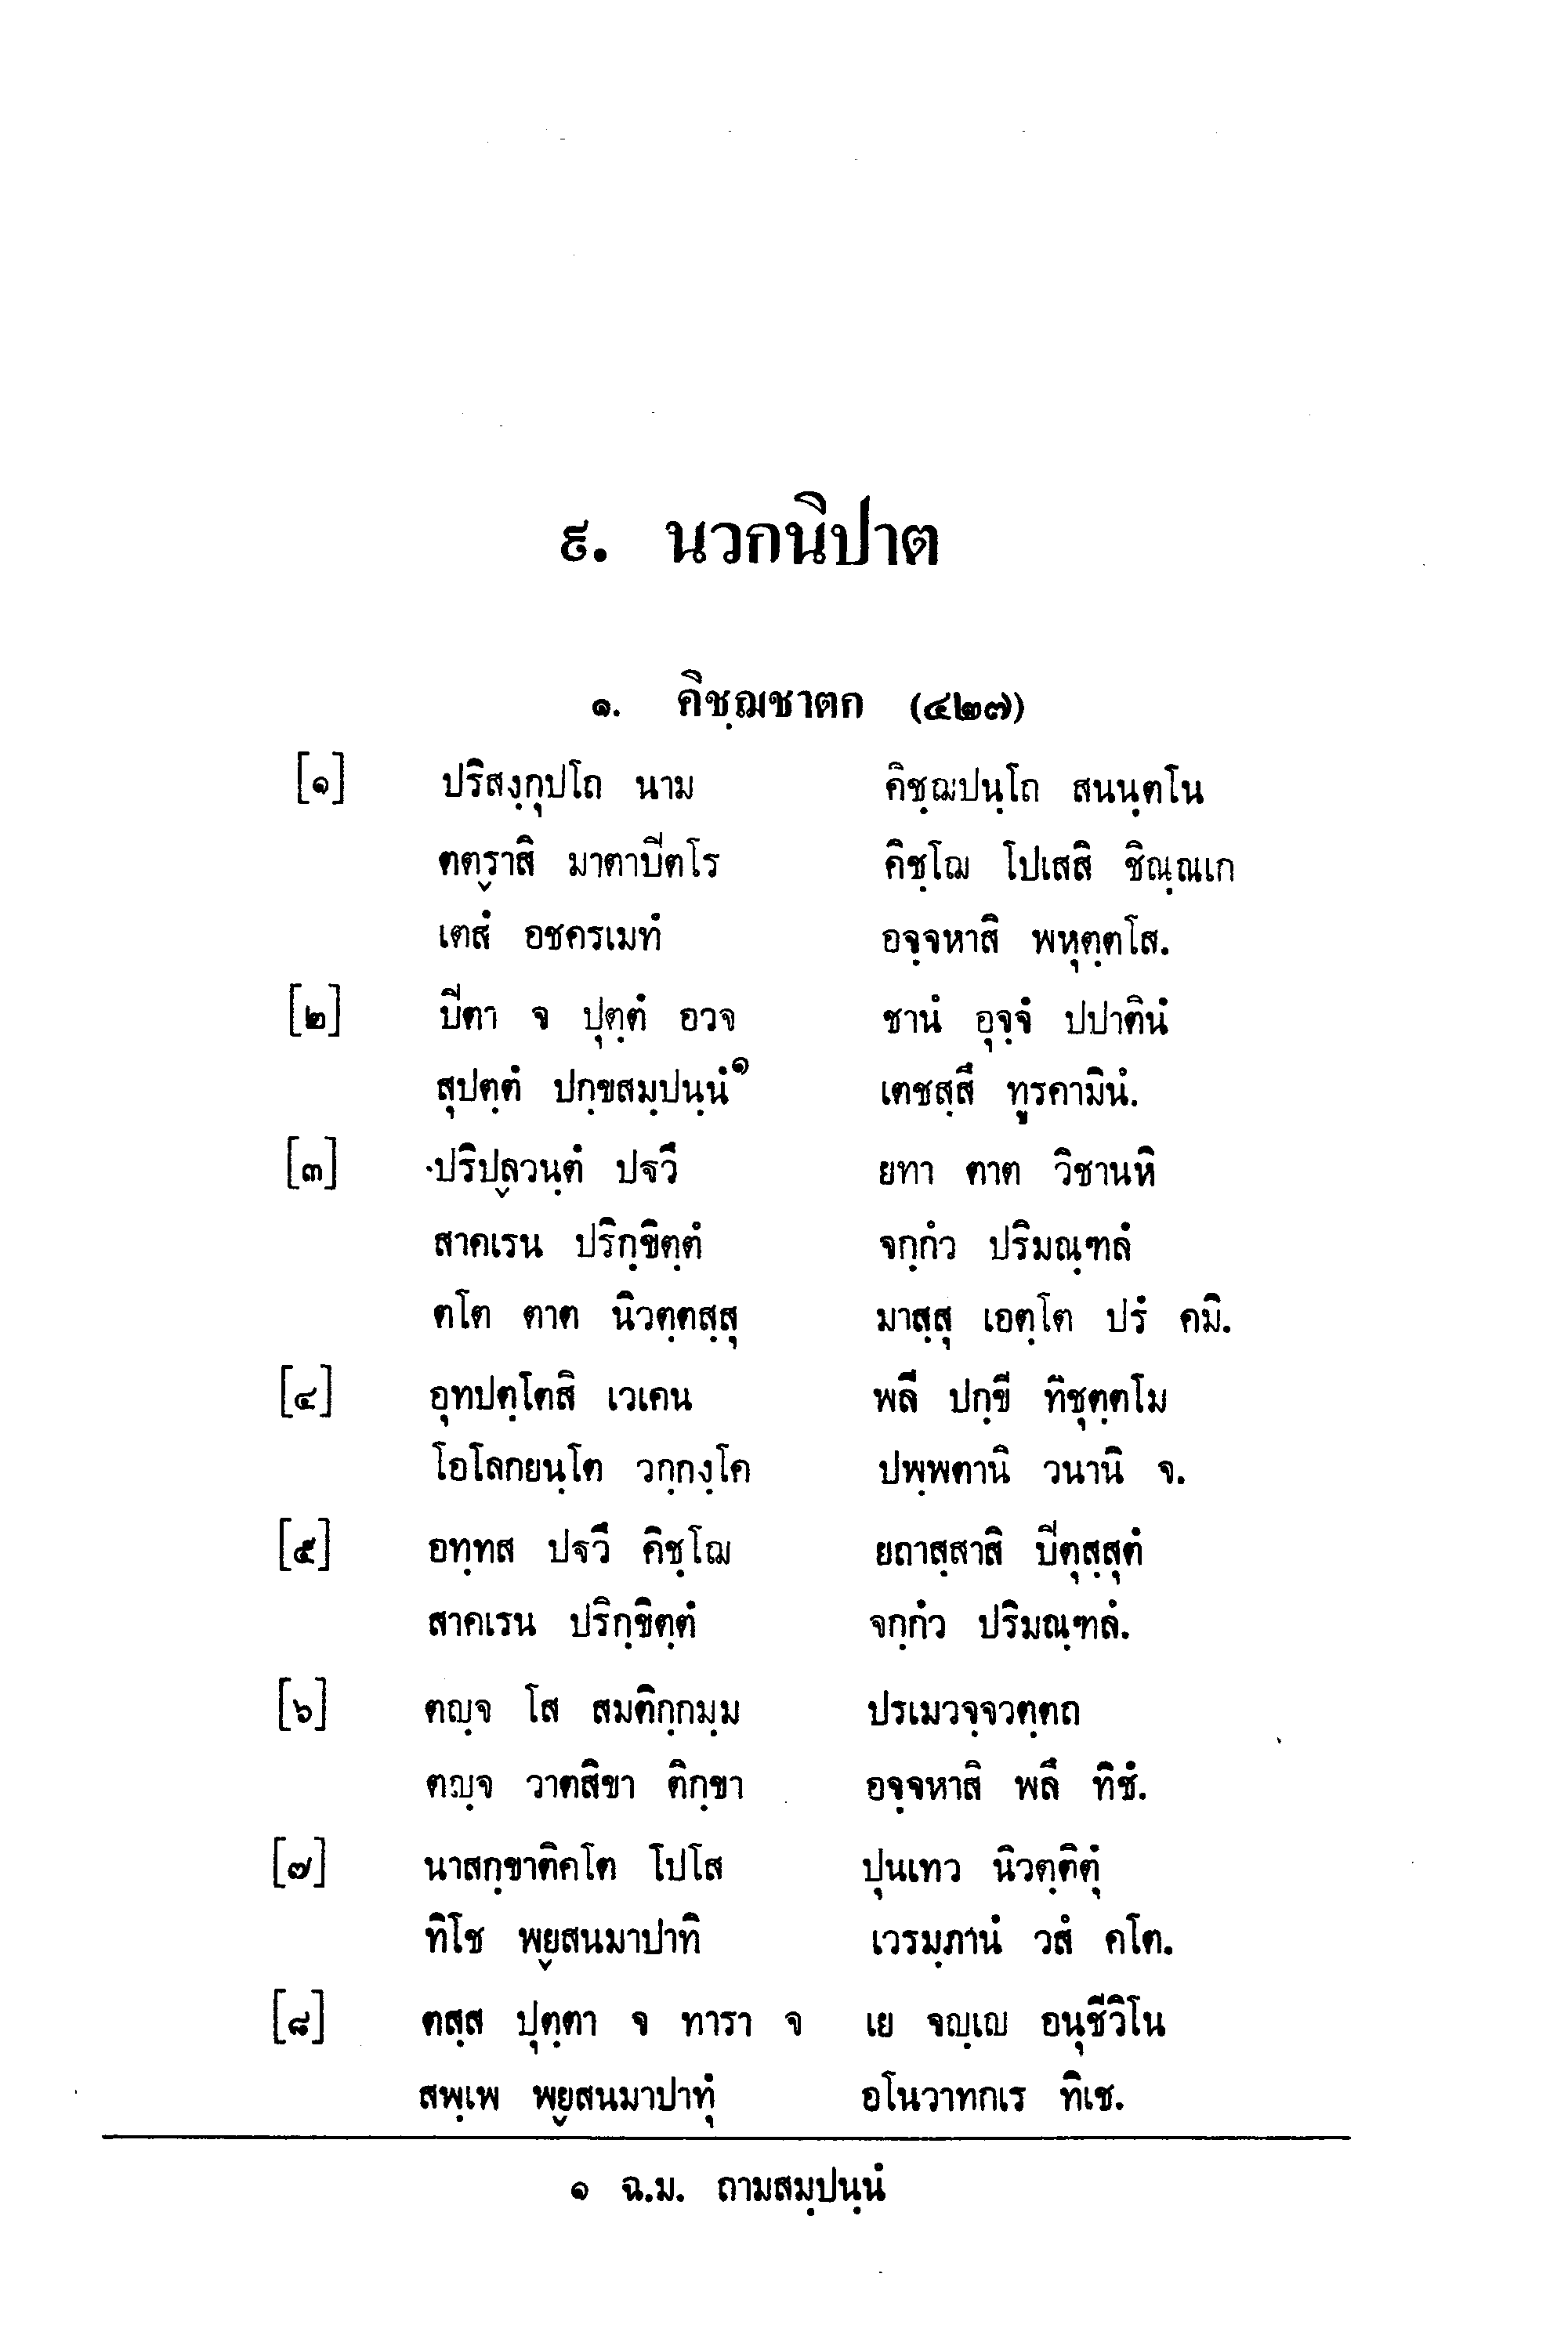 ๙. นวกนิปาต
๑. คิชฺฌชาตก (๔๒๗)
[๑] ปริสงฺกุปโถ นาม คิชฺฌปนฺโถ สนนฺตโน
ตตฺราสิ มาตาปิตโร คิชฺโฌ โปเสสิ ชิณฺณเก
เตสํ อชครเมทํ อจฺจหาสิ พหุตฺตโส.
[๒] ปิตา จ ปุตฺตํ อวจ ชานํ อุจฺจํ ปปาตินํ
สุปตฺตํ ปกฺขสมฺปนฺนํ๑ เตชสฺสึ ทูรคามินํ.
[๓] ปริปฺลวนฺตํ ปฐวึ ยทา ตาต วิชานหิ
สาคเรน ปริกฺขิตฺตํ จกฺกํว ปริมณฺฑลํ
ตโต ตาต นิวตฺตสฺสุ มาสฺสุ เอตฺโต ปรํ คมิ.
[๔] อุทปตฺโตสิ เวเคน พลี ปกฺขี ทิชุตฺตโม
โอโลกยนฺโต วกฺกงฺโค ปพฺพตานิ วนานิ จ.
[๕] อทฺทส ปฐวึ คิชฺโฌ ยถาสฺสาสิ ปิตุสฺสุตํ
สาคเรน ปริกฺขิตฺตํ จกฺกํว ปริมณฺฑลํ.
[๖] ตญฺจ โส สมติกฺกมฺม ปรเมวจฺจวตฺตถ
ตญฺจ วาตสิขา ติกฺขา อจฺจหาสิ พลึ ทิชํ.
[๗] นาสกฺขาติคโต โปโส ปุนเทว นิวตฺติตุํ
ทิโช พฺยสนมาปาทิ เวรมฺภานํ วสํ คโต.
[๘] ตสฺส ปุตฺตา จ ทารา จ เย จญฺเญ อนุชีวิโน
สพฺเพ พฺยสนมาปาทุํ อโนวาทกเร ทิเช.
๑ ฉ.ม. ถามสมฺปนฺนํ